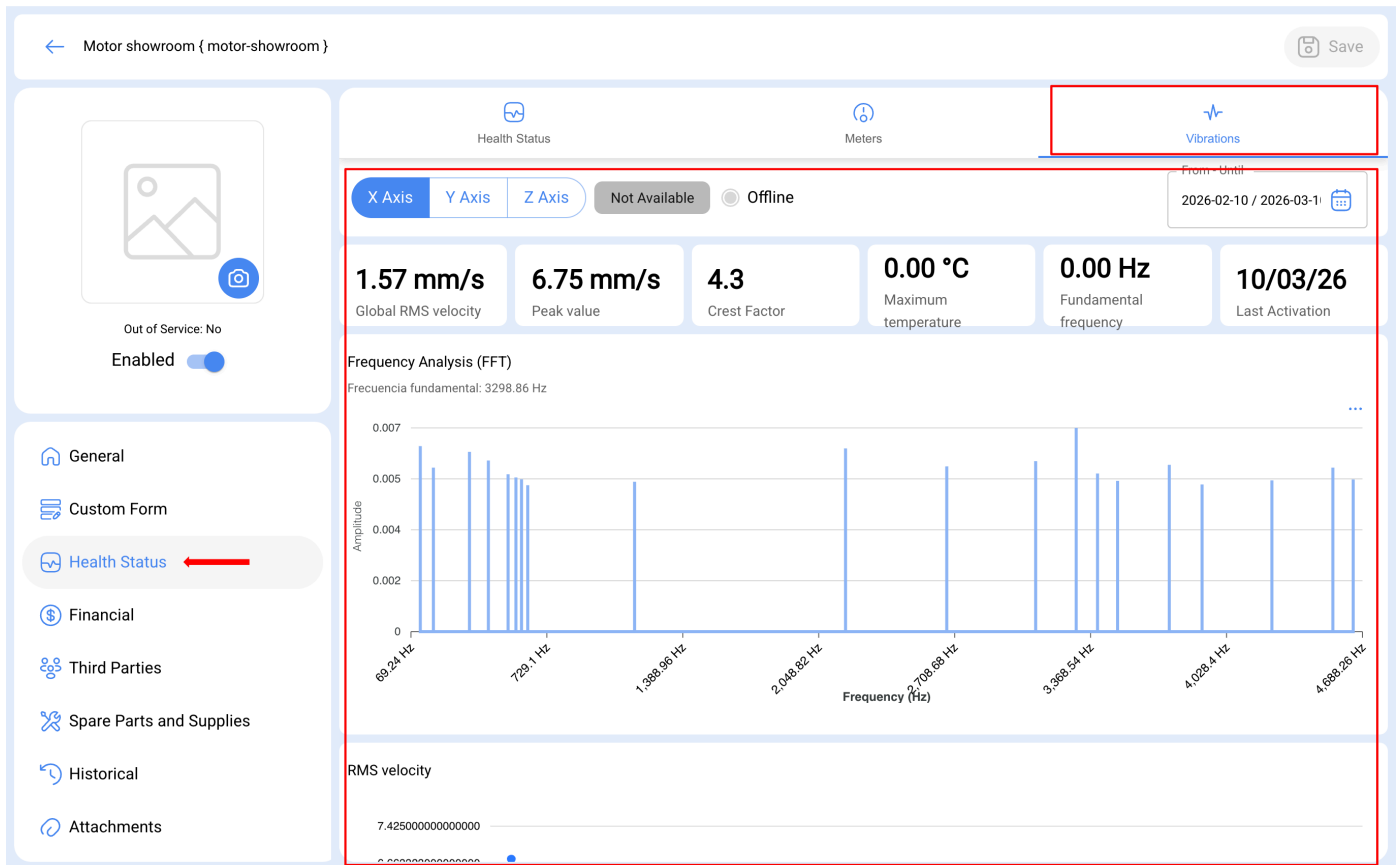 Motor showroom { motor-showroom }
Save
Out of Service: No
Enabled
General
Custom Form
Health Status
Financial
Third Parties
Spare Parts and Supplies
Historical
Attachments
Health Status
Meters
Vibrations
X Axis
Y Axis
Z Axis
Not Available
Offline
From - Until
2026-02-10 / 2026-03-1
1.57 mm/s
Global RMS velocity
6.75 mm/s
Peak value
4.3
Crest Factor
0.00 °C
Maximum
temperature
0.00 Hz
Fundamental
frequency
10/03/26
Last Activation
Frequency Analysis (FFT)
Frecuencia fundamental: 3298.86 Hz
0.007
0.005
0.004
0.002
0
Amplitude
69.24 Hz
729.1 Hz
1,388.96 Hz
2,048.82 Hz
2,708.68 Hz
3,368.54 Hz
4,028.4 Hz
4,688.26 Hz
Frequency (Hz)
RMS velocity
7.425000000000000